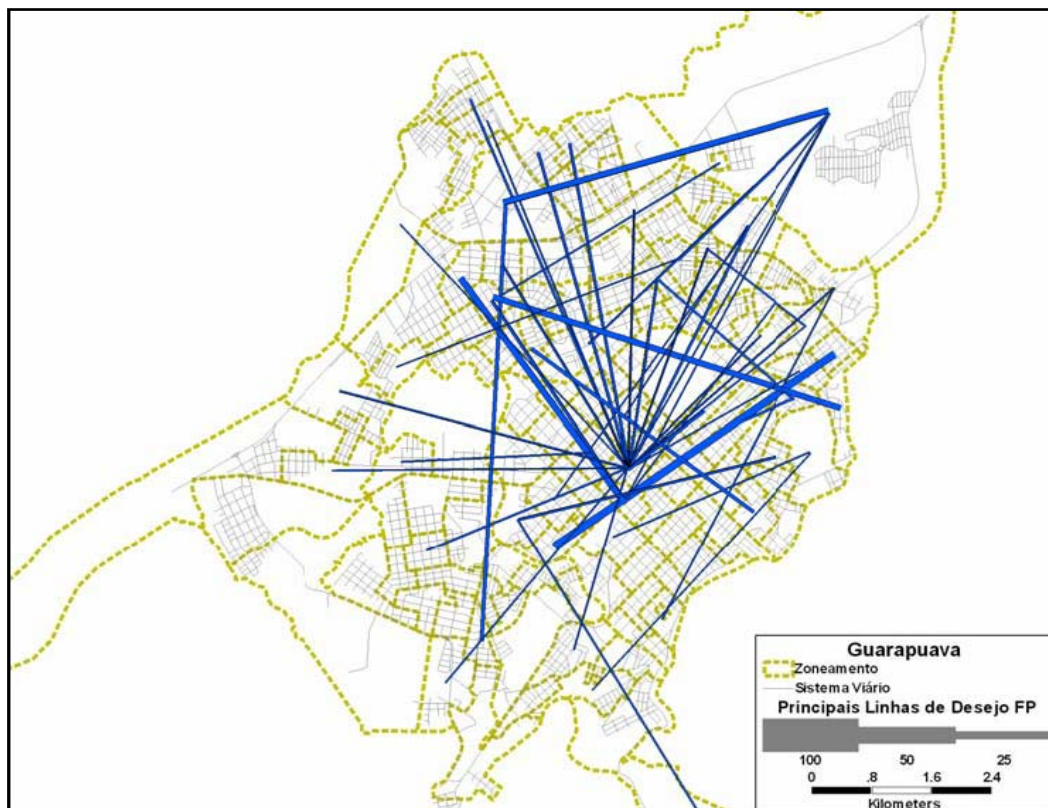 Guarapuava
Zoneamento
Sistema Viário
Principais Linhas de Desejo FP
100 50 25
0 .8 1.6 2.4
Kilometers